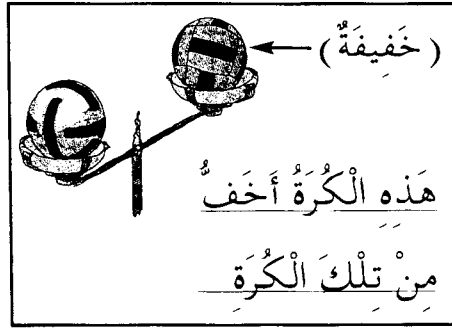 ( خَفِيفَةٌ )
هَذِهِ الْكُرَةُ أَخَفُّ
مِنْ تِلْكَ الْكُرَةِ